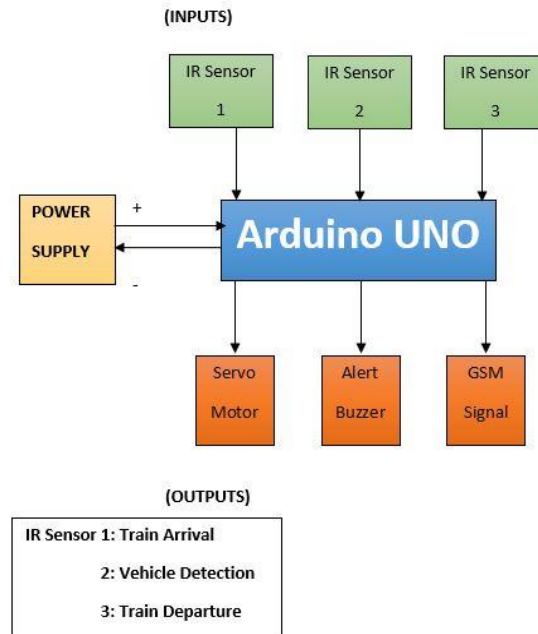 (INPUTS)
IR Sensor
1
IR Sensor
2
IR Sensor
3
POWER
SUPPLY
+
-
Arduino UNO
Servo
Motor
Alert
Buzzer
GSM
Signal
(OUTPUTS)
IR Sensor 1: Train Arrival
2: Vehicle Detection
3: Train Departure